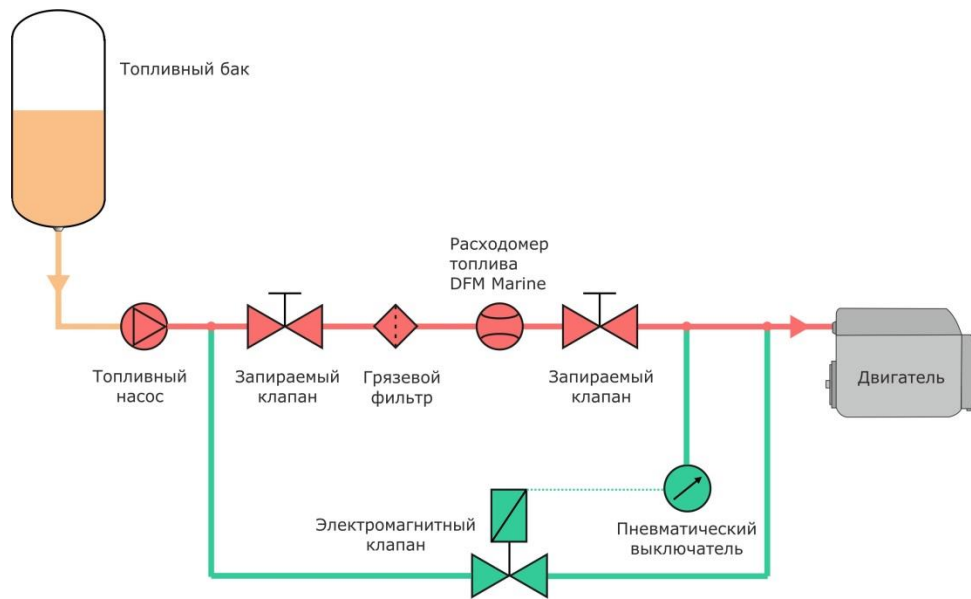 Топливный бак
Расходомер
топлива
DFM Marine
Топливный
насос
Запираемый
клапан
Грязевой
фильтр
Запираемый
клапан
Двигатель
Электромагнитный
клапан
Пневматический
выключатель